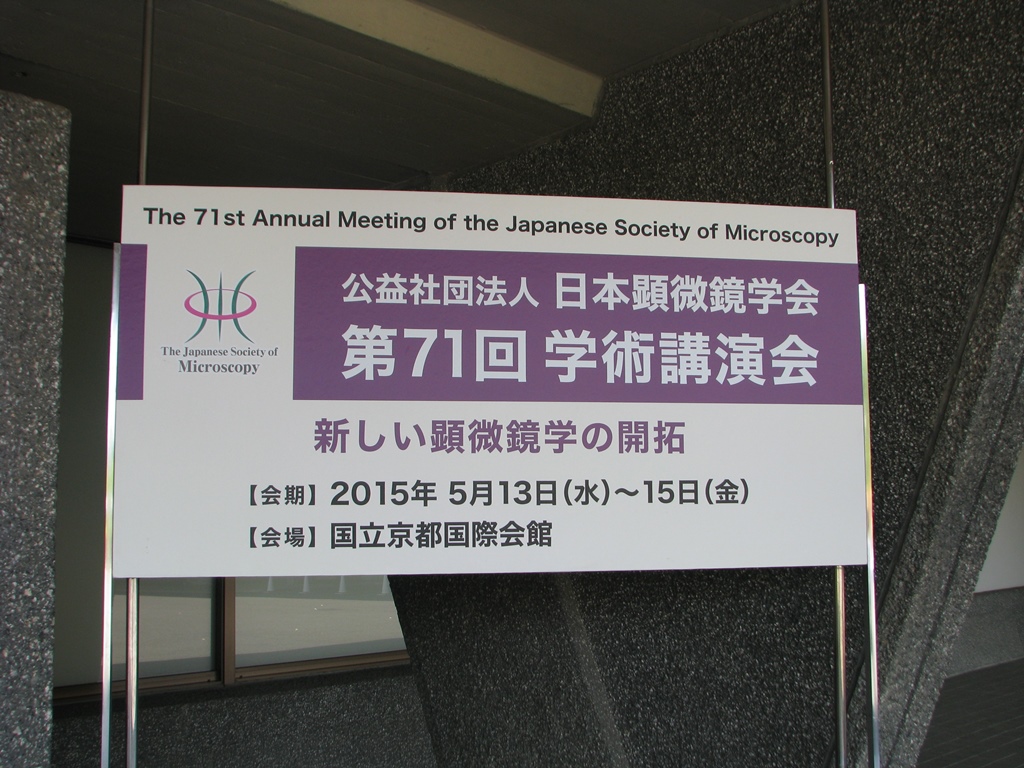 The 71st Annual Meeting of the Japanese Society of Microscopy
The Japanese Society of
Microscopy
公益社団法人 日本顕微鏡学会
第71回 学術講演会
新しい顕微鏡学の開拓
【会期】2015年 5月13日(水)～15日(金)
【会場】国立京都国際会館